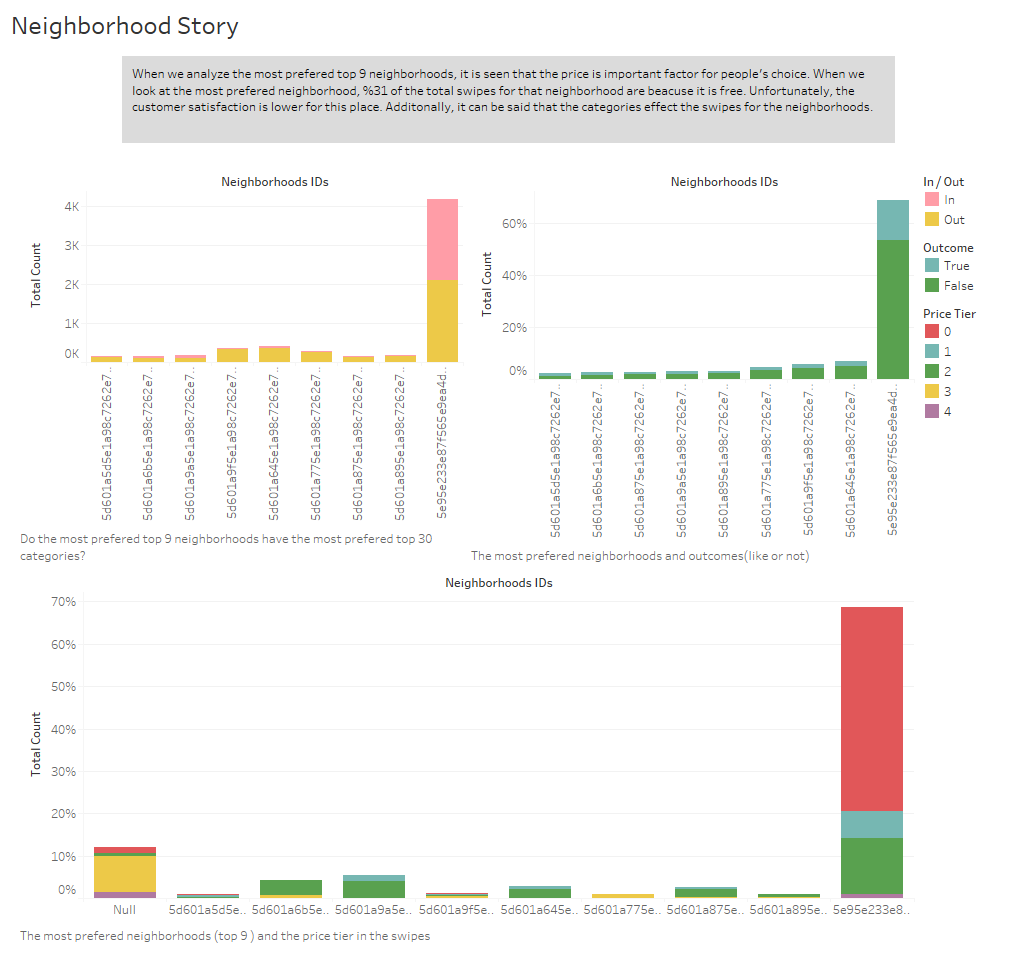 Neighborhood Story
When we analyze the most prefered top 9 neighborhoods, it is seen that the price is important factor for people's choice. When we
look at the most prefered neighborhood, %31 of the total swipes for that neighborhood are beacuse it is free. Unfortunately, the
customer satisfaction is lower for this place. Additonally, it can be said that the categories effect the swipes for the neighborhoods.
Neighborhoods IDs
Total Count
4K
3K
2K
1K
0K
5d601a5d5e1a98c7262e7..
5d601a6b5e1a98c7262e7..
5d601a9a5e1a98c7262e7..
5d601a9f5e1a98c7262e7..
5d601a645e1a98c7262e7..
5d601a775e1a98c7262e7..
5d601a875e1a98c7262e7..
5d601a895e1a98c7262e7..
5e95e233e87f565e9ea4d..
Do the most prefered top 9 neighborhoods have the most prefered top 30
categories?
Neighborhoods IDs
Total Count
60%
40%
20%
0%
5d601a5d5e1a98c7262e7..
5d601a6b5e1a98c7262e7..
5d601a875e1a98c7262e7..
5d601a9a5e1a98c7262e7..
5d601a895e1a98c7262e7..
5d601a775e1a98c7262e7..
5d601a9f5e1a98c7262e7..
5d601a645e1a98c7262e7..
5e95e233e87f565e9ea4d..
The most prefered neighborhoods and outcomes(like or not)
In / Out
In
Out
Outcome
True
False
Price Tier
0
1
2
3
4
Neighborhoods IDs
Total Count
70%
60%
50%
40%
30%
20%
10%
0%
Null 5d601a5d5e.. 5d601a6b5e.. 5d601a9a5e.. 5d601a9f5e.. 5d601a645e.. 5d601a775e.. 5d601a875e.. 5d601a895e.. 5e95e233e8..
The most prefered neighborhoods (top 9 ) and the price tier in the swipes